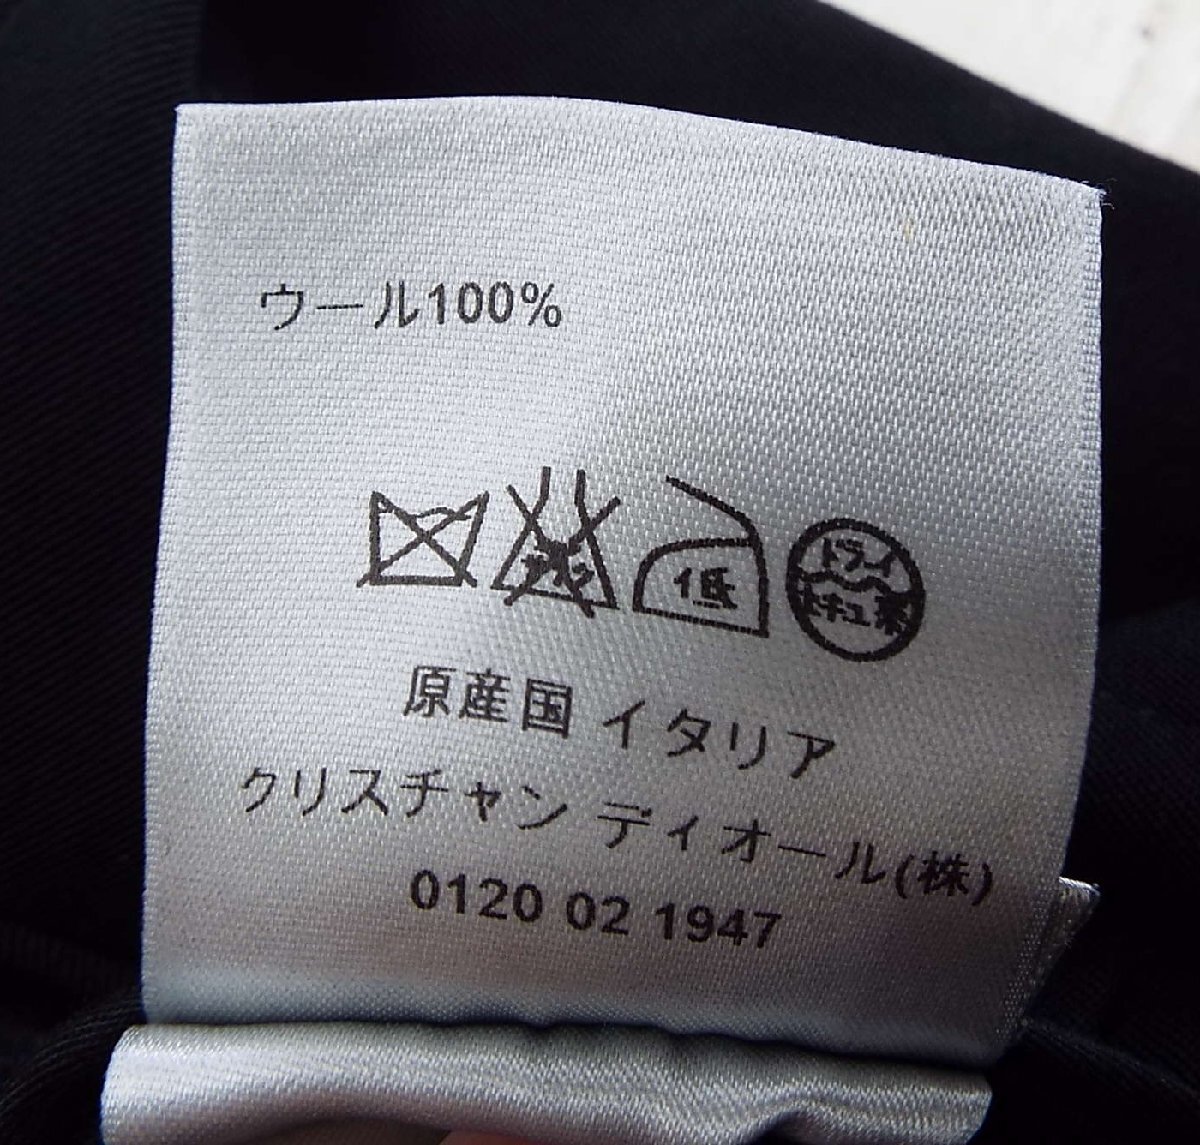 ウール100%
低 ドライ
原産国 イタリア
クリスチャン ディオール(株)
0120 02 1947